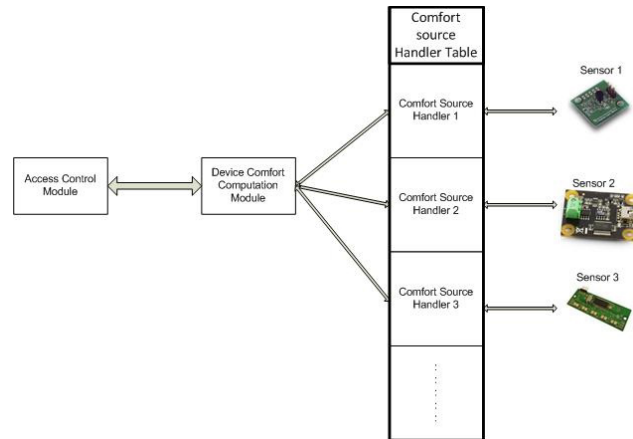 Comfort
source
Handler Table
Sensor 1
Comfort Source
Handler 1
Access Control
Module
Device Comfort
Computation
Module
Sensor 2
Comfort Source
Handler 2
Sensor 3
Comfort Source
Handler 3